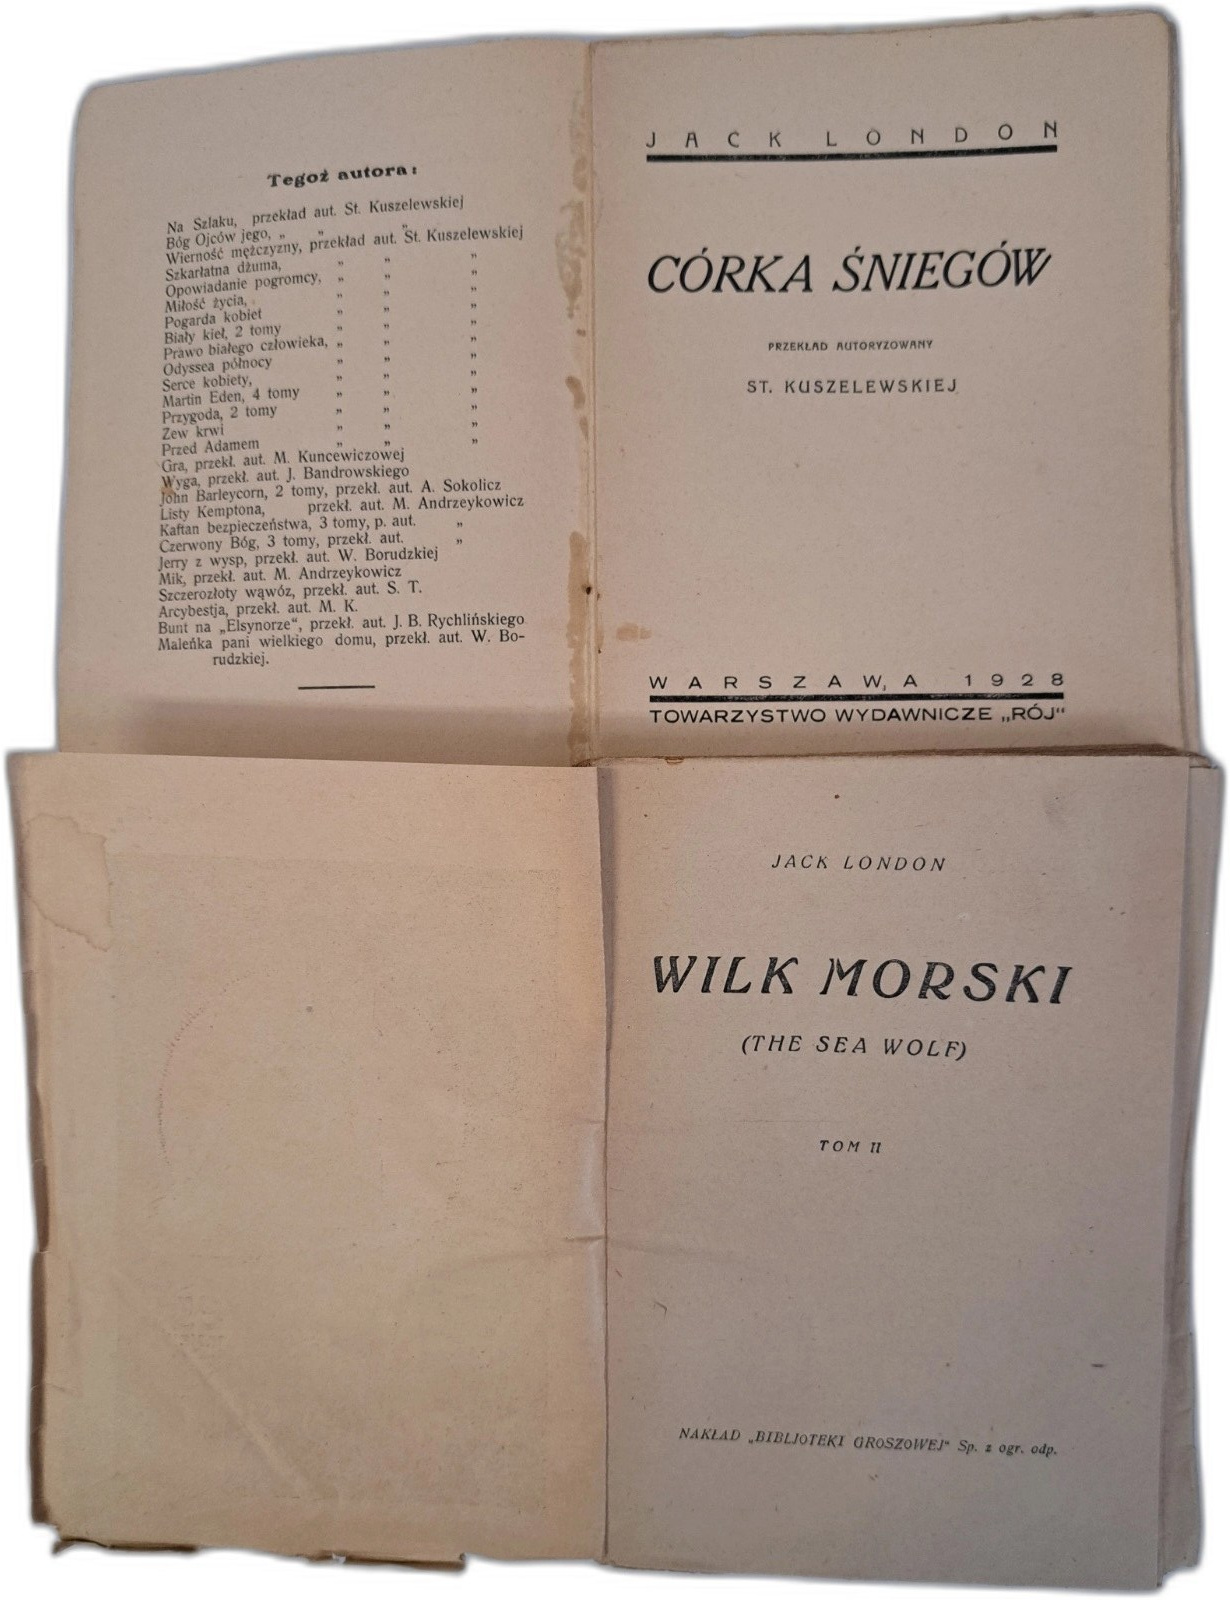 Tegoż autora:
Na Szlaku, przekład aut. St. Kuszelewskiej
Bóg Ojców jego, „ „ „
Wierność mężczyzny, przekład aut. St. Kuszelewskiej
Szkarłatna dżuma, „ „ „
Opowiadanie pogromcy, „ „ „
Miłość życia, „ „ „
Pogarda kobiet „ „ „
Biały kieł, 2 tomy „ „ „
Prawo białego człowieka, „ „ „
Odyssea północy „ „ „
Serce kobiety, „ „ „
Martin Eden, 4 tomy „ „ „
Przygoda, 2 tomy „ „ „
Zew krwi „ „ „
Przed Adamem „ „ „
Gra, przekł. aut. M. Kuncewiczowej
Wyga, przekł. aut. J. Bandrowskiego
John Barleycorn, 2 tomy, przekł. aut. A. Sokolicz
Listy Kemptona, przekł. aut. M. Andrzeykowicz
Kaftan bezpieczeństwa, 3 tomy, p. aut. „
Czerwony Bóg, 3 tomy, przekł. aut. „
Jerry z wysp, przekł. aut. W. Borudzkiej
Mik, przekł. aut. M. Andrzeykowicz
Szczerozłoty wąwóz, przekł. aut. S. T.
Arcybestja, przekł. aut. M. K.
Bunt na „Elsynorze“, przekł. aut. J. B. Rychlińskiego
Maleńka pani wielkiego domu, przekł. aut. W. Bo-
rudzkiej.
JACK LONDON
CÓRKA ŚNIEGÓW
PRZEKŁAD AUTORYZOWANY
ST. KUSZELEWSKIEJ
WARSZAWA 1928
TOWARZYSTWO WYDAWNICZE „RÓJ“
JACK LONDON
WILK MORSKI
(THE SEA WOLF)
TOM II
NAKŁAD „BIBLJOTEKI GROSZOWEJ“ Sp. z ogr. odp.